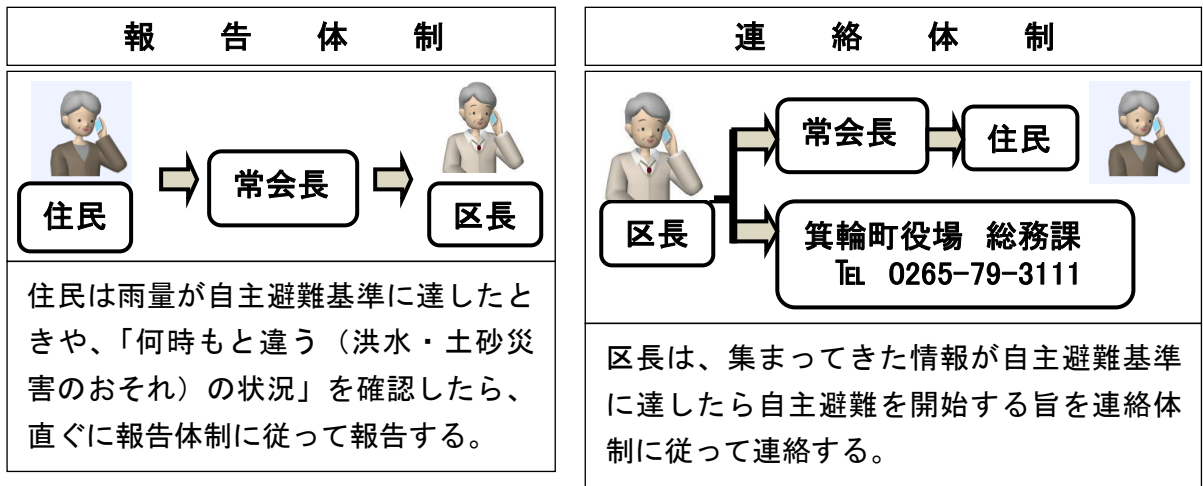 報告体制
住民
常会長
区長
住民は雨量が自主避難基準に達したと
きや、「何時もと違う（洪水・土砂災
害のおそれ）の状況」を確認したら、
直ぐに報告体制に従って報告する。
連絡体制
区長
常会長
住民
箕輪町役場 総務課
℡ 0265-79-3111
区長は、集まってきた情報が自主避難基準
に達したら自主避難を開始する旨を連絡体
制に従って連絡する。